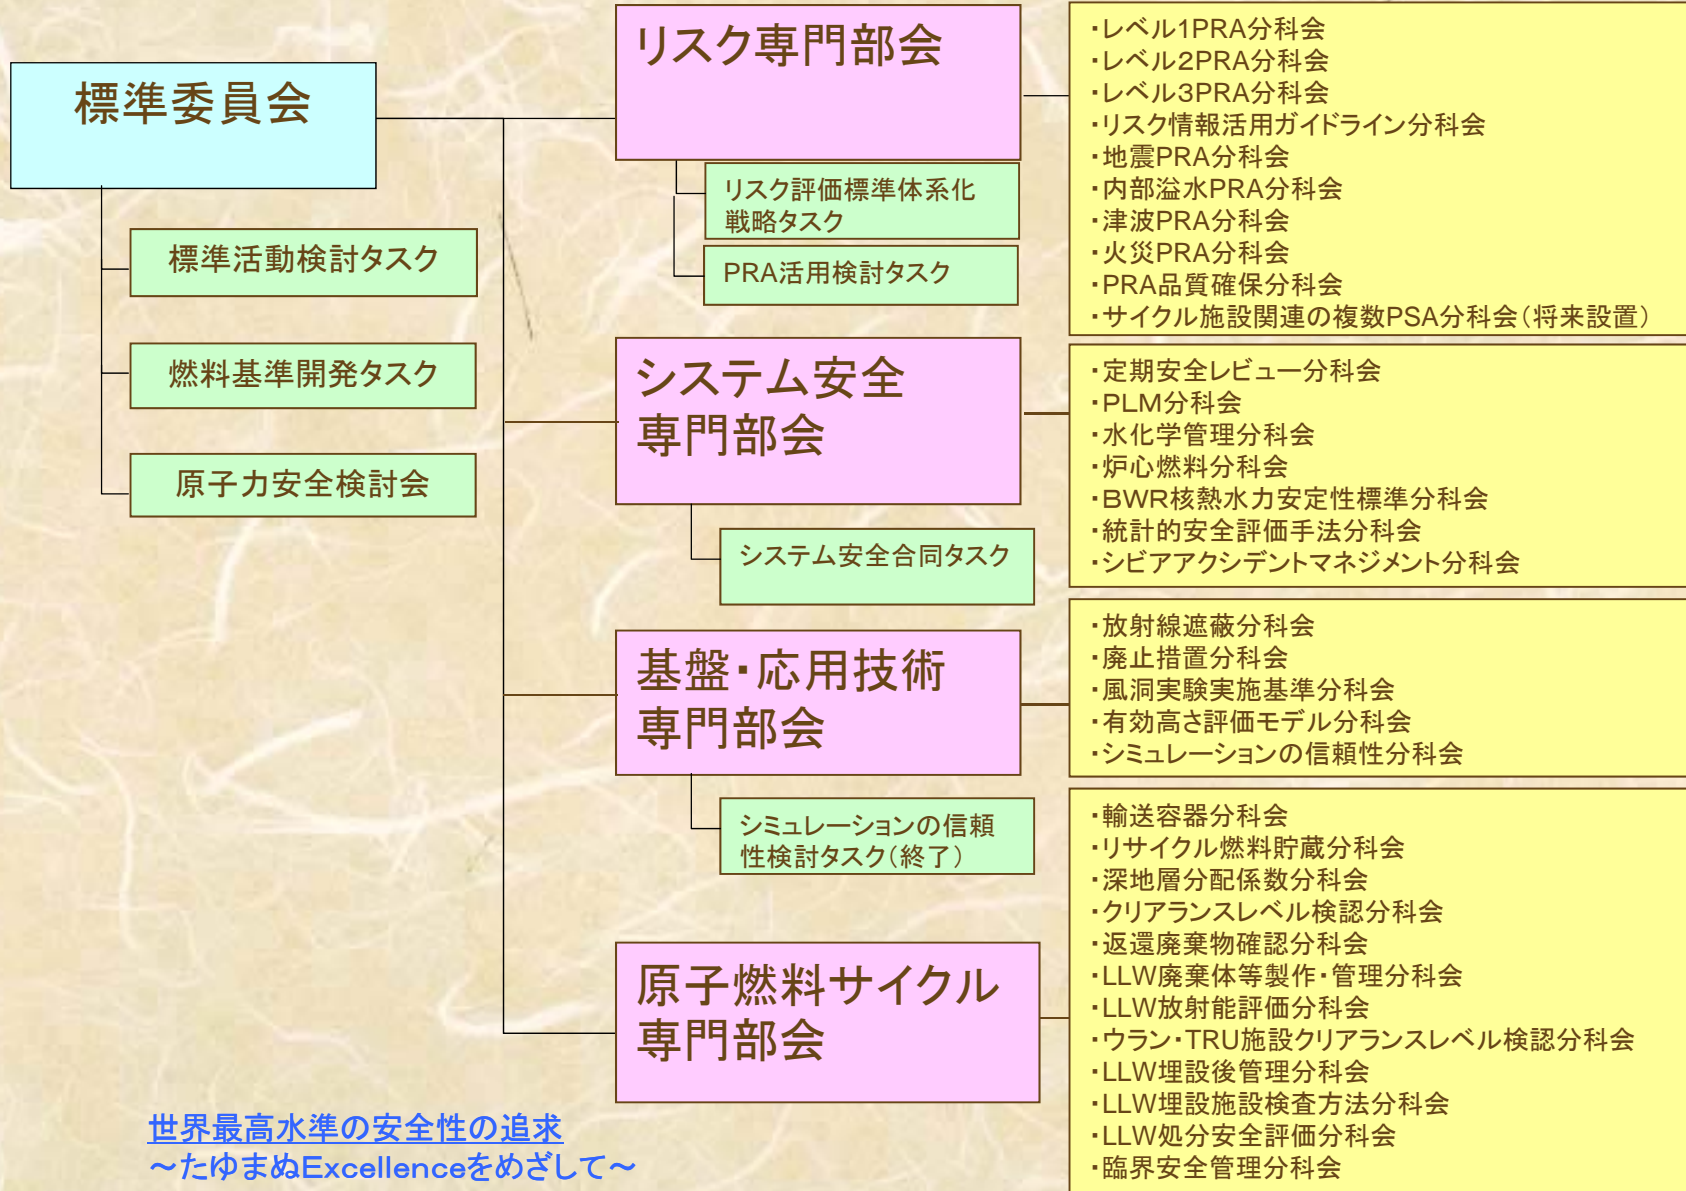 標準委員会
標準活動検討タスク
燃料基準開発タスク
原子力安全検討会
リスク専門部会
リスク評価標準体系化
戦略タスク
PRA活用検討タスク
・レベル1PRA分科会
・レベル2PRA分科会
・レベル3PRA分科会
・リスク情報活用ガイドライン分科会
・地震PRA分科会
・内部溢水PRA分科会
・津波PRA分科会
・火災PRA分科会
・PRA品質確保分科会
・サイクル施設関連の複数PSA分科会（将来設置）
システム安全
専門部会
システム安全合同タスク
・定期安全レビュー分科会
・PLM分科会
・水化学管理分科会
・炉心燃料分科会
・BWR核熱水力安定性標準分科会
・統計的安全評価手法分科会
・シビアアクシデントマネジメント分科会
基盤・応用技術
専門部会
シミュレーションの信頼
性検討タスク（終了）
・放射線遮蔽分科会
・廃止措置分科会
・風洞実験実施基準分科会
・有効高さ評価モデル分科会
・シミュレーションの信頼性分科会
原子燃料サイクル
専門部会
・輸送容器分科会
・リサイクル燃料貯蔵分科会
・深地層分配係数分科会
・クリアランスレベル検認分科会
・返還廃棄物確認分科会
・LLW廃棄体等製作・管理分科会
・LLW放射能評価分科会
・ウラン・TRU施設クリアランスレベル検認分科会
・LLW埋設後管理分科会
・LLW埋設施設検査方法分科会
・LLW処分安全評価分科会
・臨界安全管理分科会
世界最高水準の安全性の追求
～たゆまぬExcellenceをめざして～